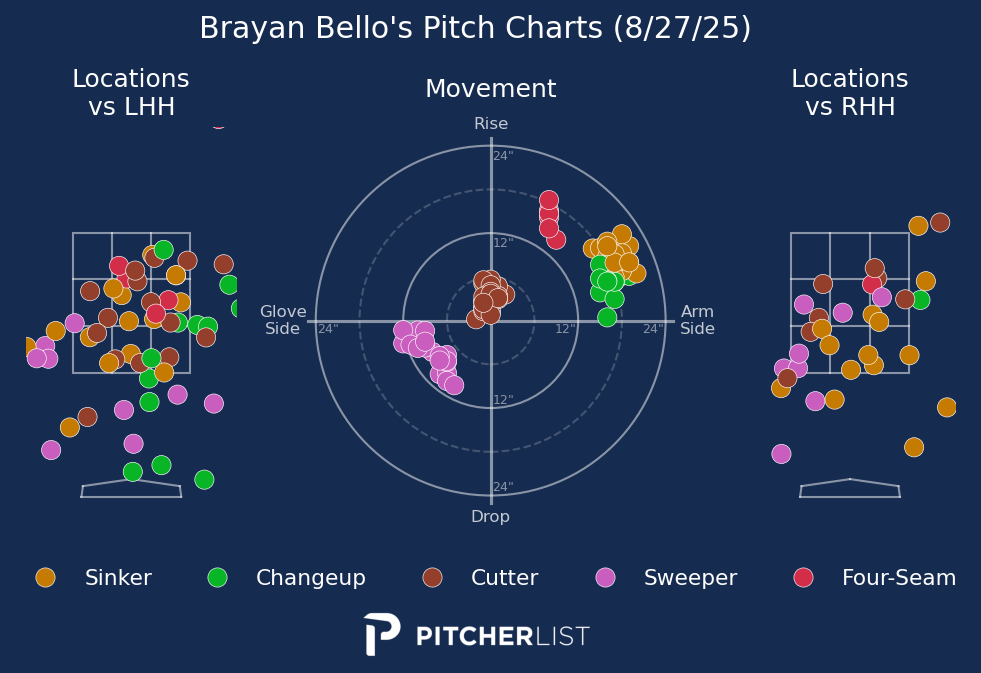 Brayan Bello's Pitch Charts (8/27/25)
Locations
vs LHH
Movement
Locations
vs RHH
Rise
24"
12"
Glove
Side
24"
12"
24"
Arm
Side
12"
24"
Drop
Sinker
Changeup
Cutter
Sweeper
Four-Seam
PITCHERLIST